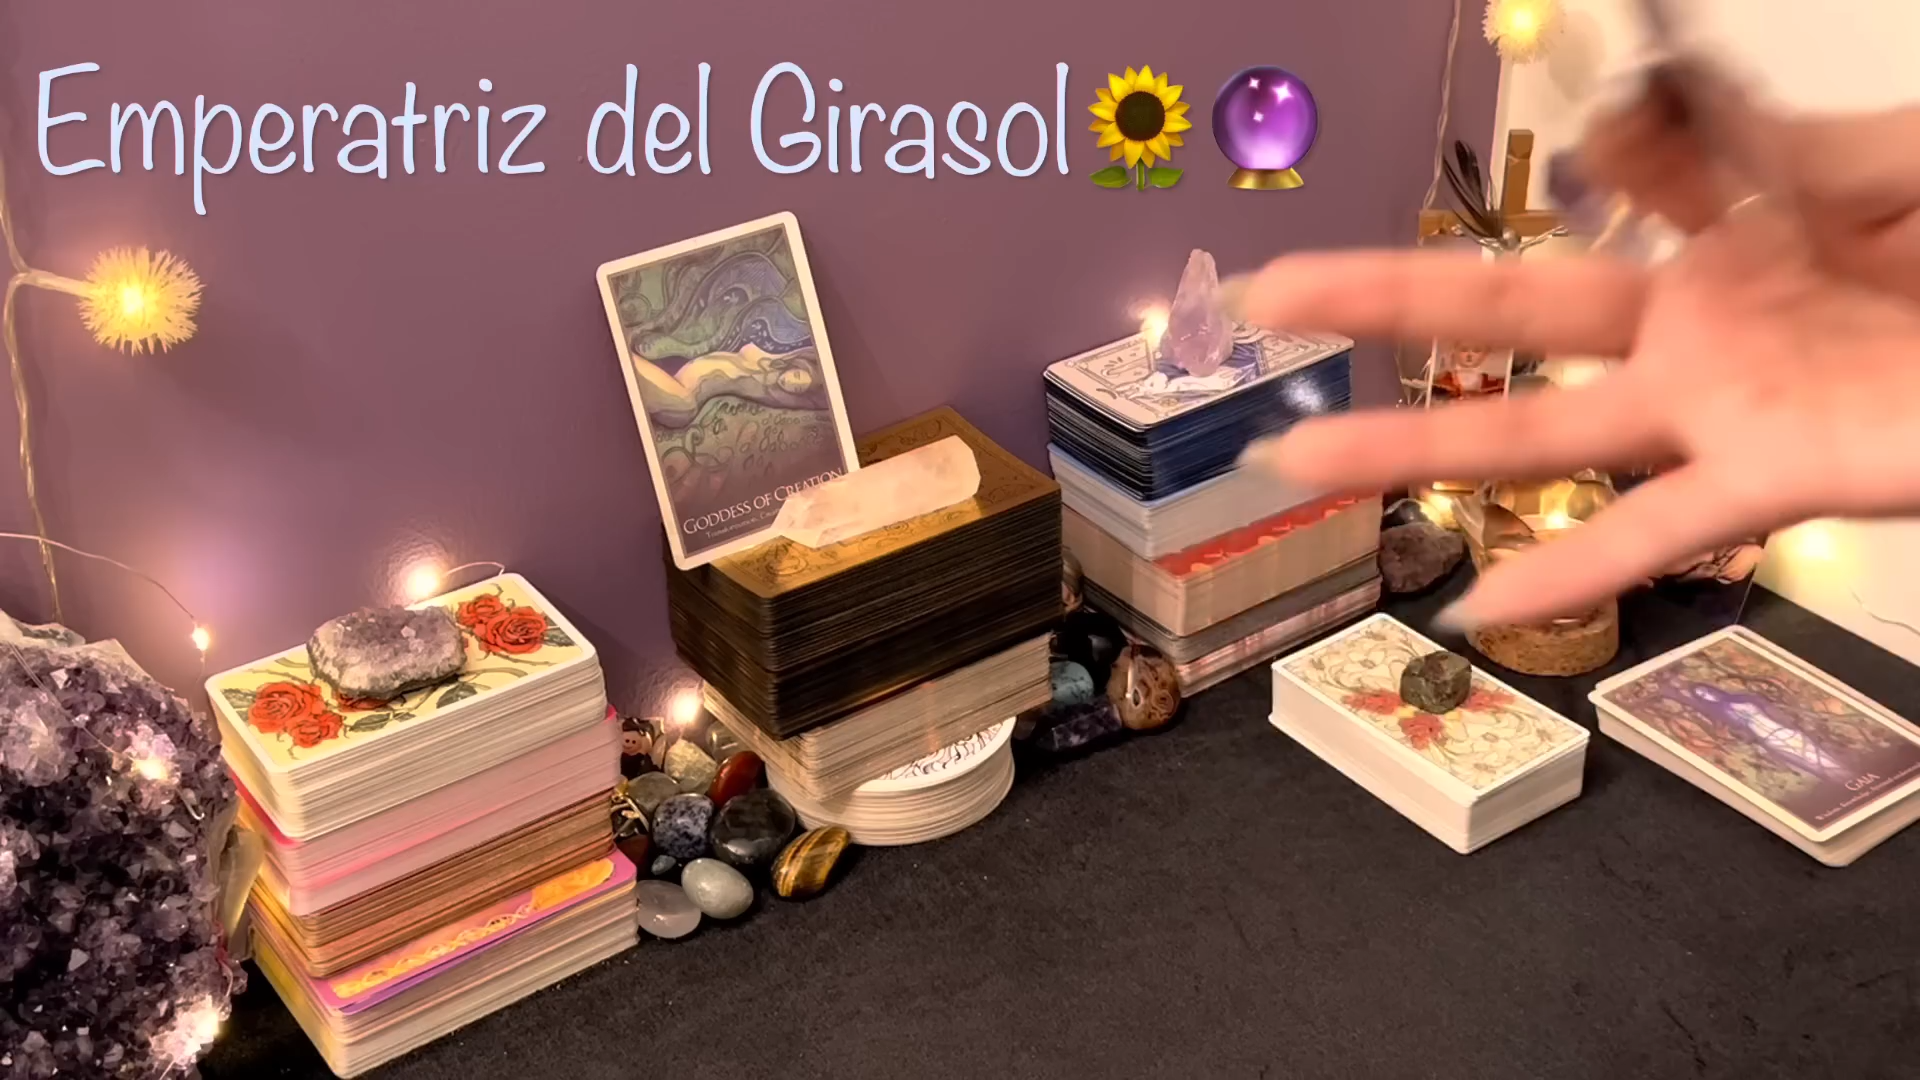 Emperatriz del Girasol🌻🔮
GODDESS OF CREATION
GAIA